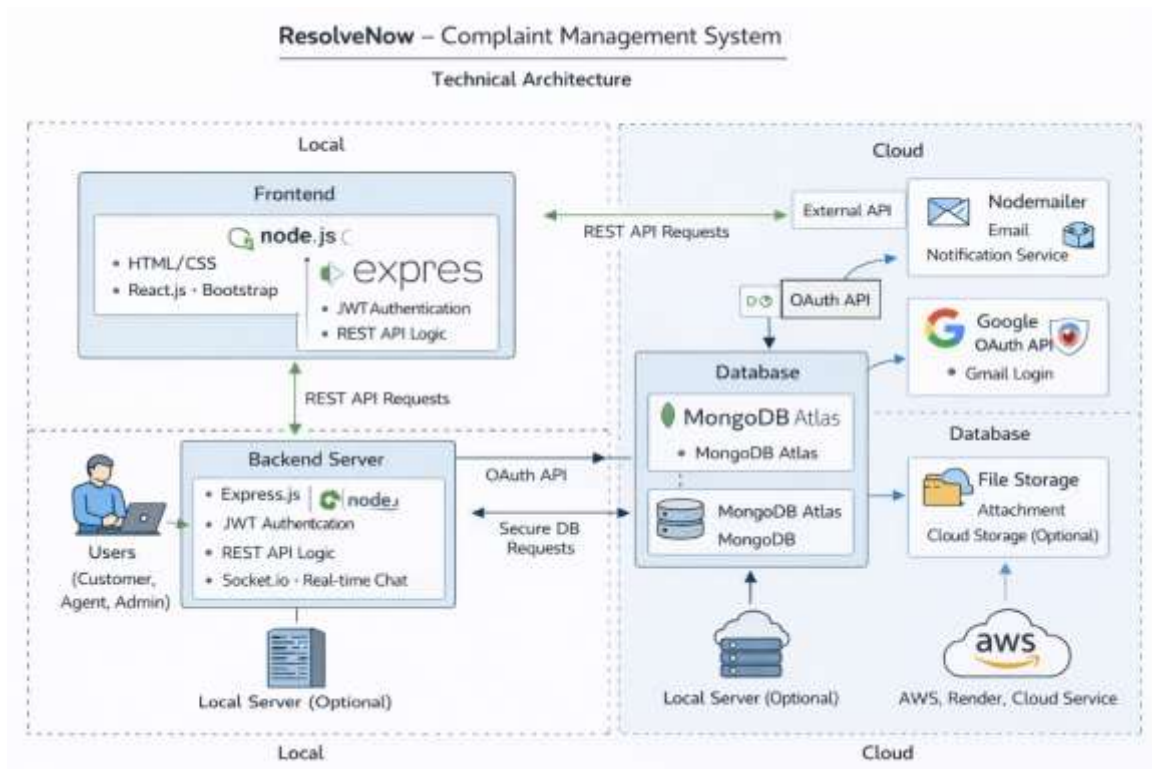 ResolveNow – Complaint Management System
Technical Architecture
Local
Frontend
node.js
• HTML/CSS
• React.js · Bootstrap
expres
• JWT Authentication
• REST API Logic
REST API Requests
Cloud
REST API Requests
External API
Nodemailer
Email
Notification Service
OAuth API
Google
OAuth API
• Gmail Login
Database
MongoDB Atlas
• MongoDB Atlas
MongoDB Atlas
MongoDB
Database
File Storage
Attachment
Cloud Storage (Optional)
Backend Server
• Express.js
node
• JWT Authentication
• REST API Logic
• Socket.io · Real-time Chat
OAuth API
Secure DB
Requests
Users
(Customer,
Agent, Admin)
Local Server (Optional)
Local Server (Optional)
aws
AWS, Render, Cloud Service
Local
Cloud